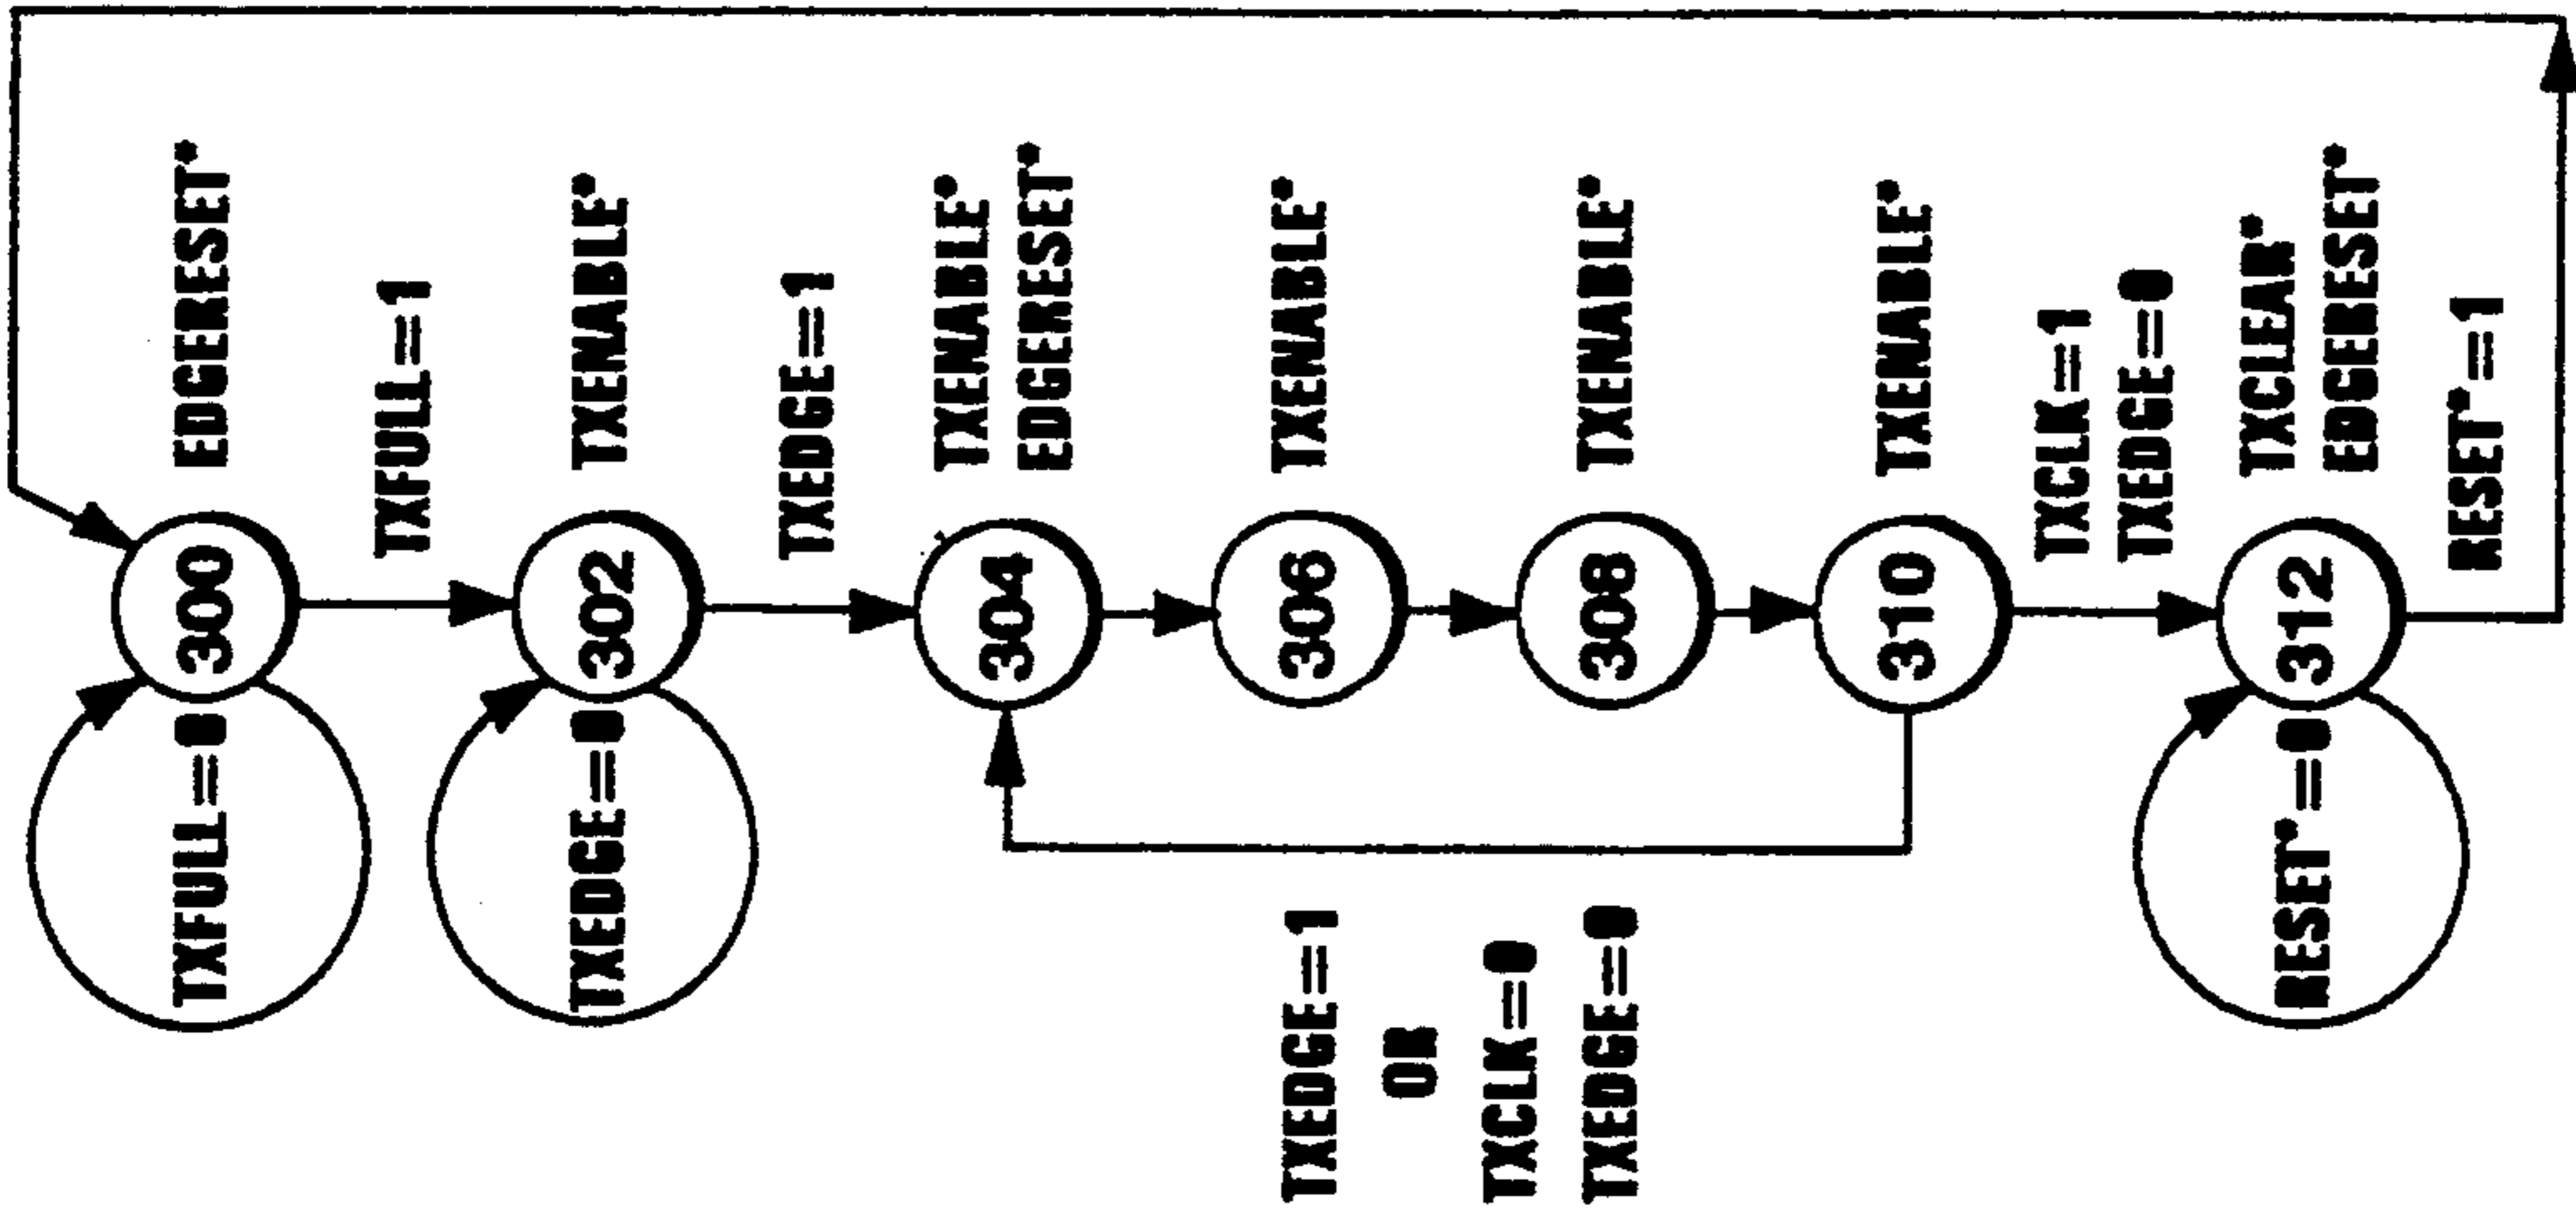 TXFULL=0
300
EDGERESET*
TXFULL=1
TXEDGE=0
302
TXENABLE*
TXEDGE=1
304
TXENABLE*
EDGERESET*
306
TXENABLE*
TXEDGE=1
OR
TXCLK=0
TXEDGE=0
308
TXENABLE*
310
TXENABLE*
TXCLK=1
TXEDGE=0
RESET*=0
312
TXCLEAR*
EDGERESET*
RESET*=1